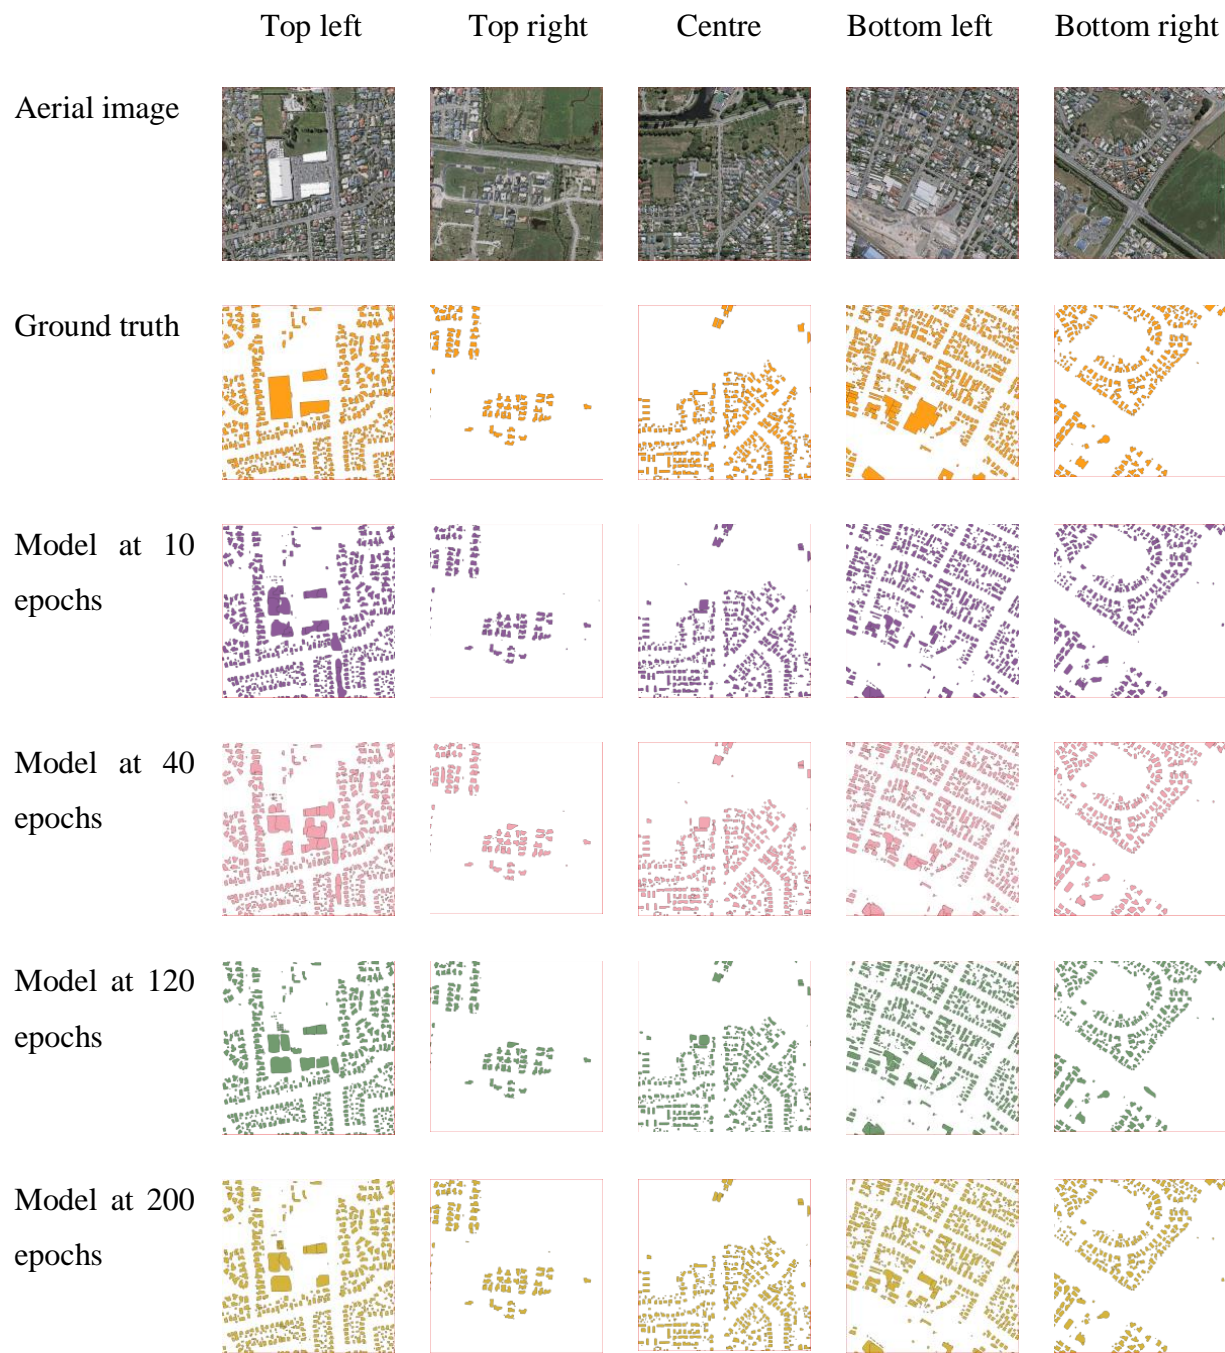 Top left Top right Centre Bottom left Bottom right
Aerial image
Ground truth
Model at 10
epochs
Model at 40
epochs
Model at 120
epochs
Model at 200
epochs